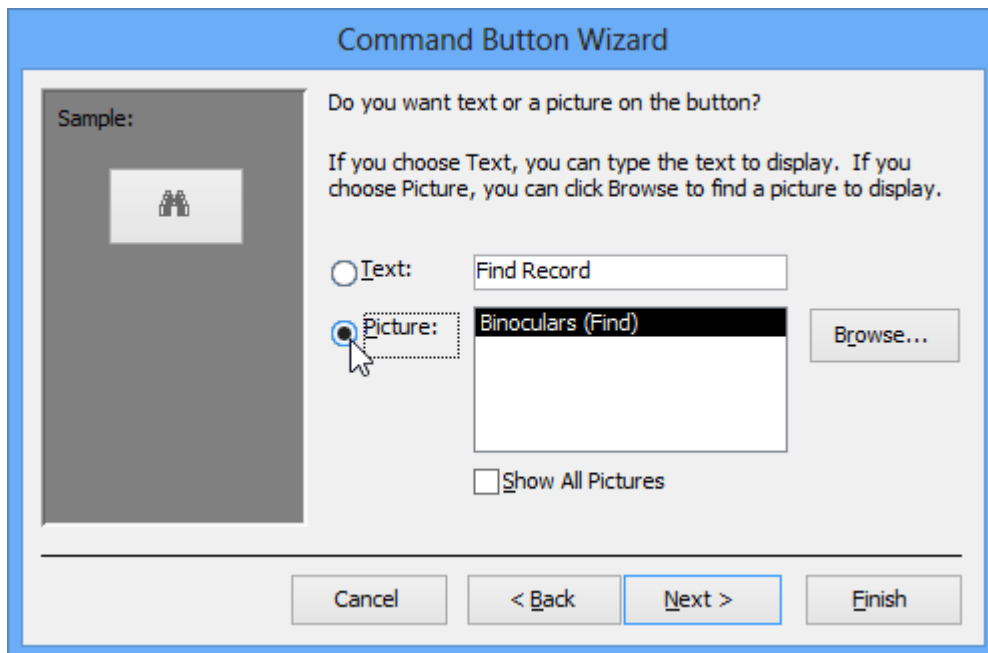 Command Button Wizard
Sample:
Do you want text or a picture on the button?
If you choose Text, you can type the text to display.  If you
choose Picture, you can click Browse to find a picture to display.
Text:
Find Record
Picture:
Binoculars (Find)
Browse...
Show All Pictures
Cancel
< Back
Next >
Finish